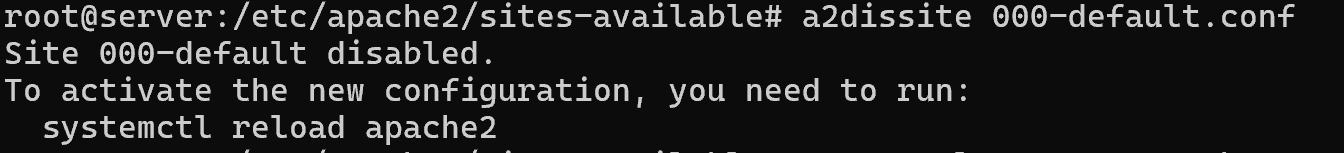 root@server:/etc/apache2/sites-available# a2dissite 000-default.conf
Site 000-default disabled.
To activate the new configuration, you need to run:
  systemctl reload apache2